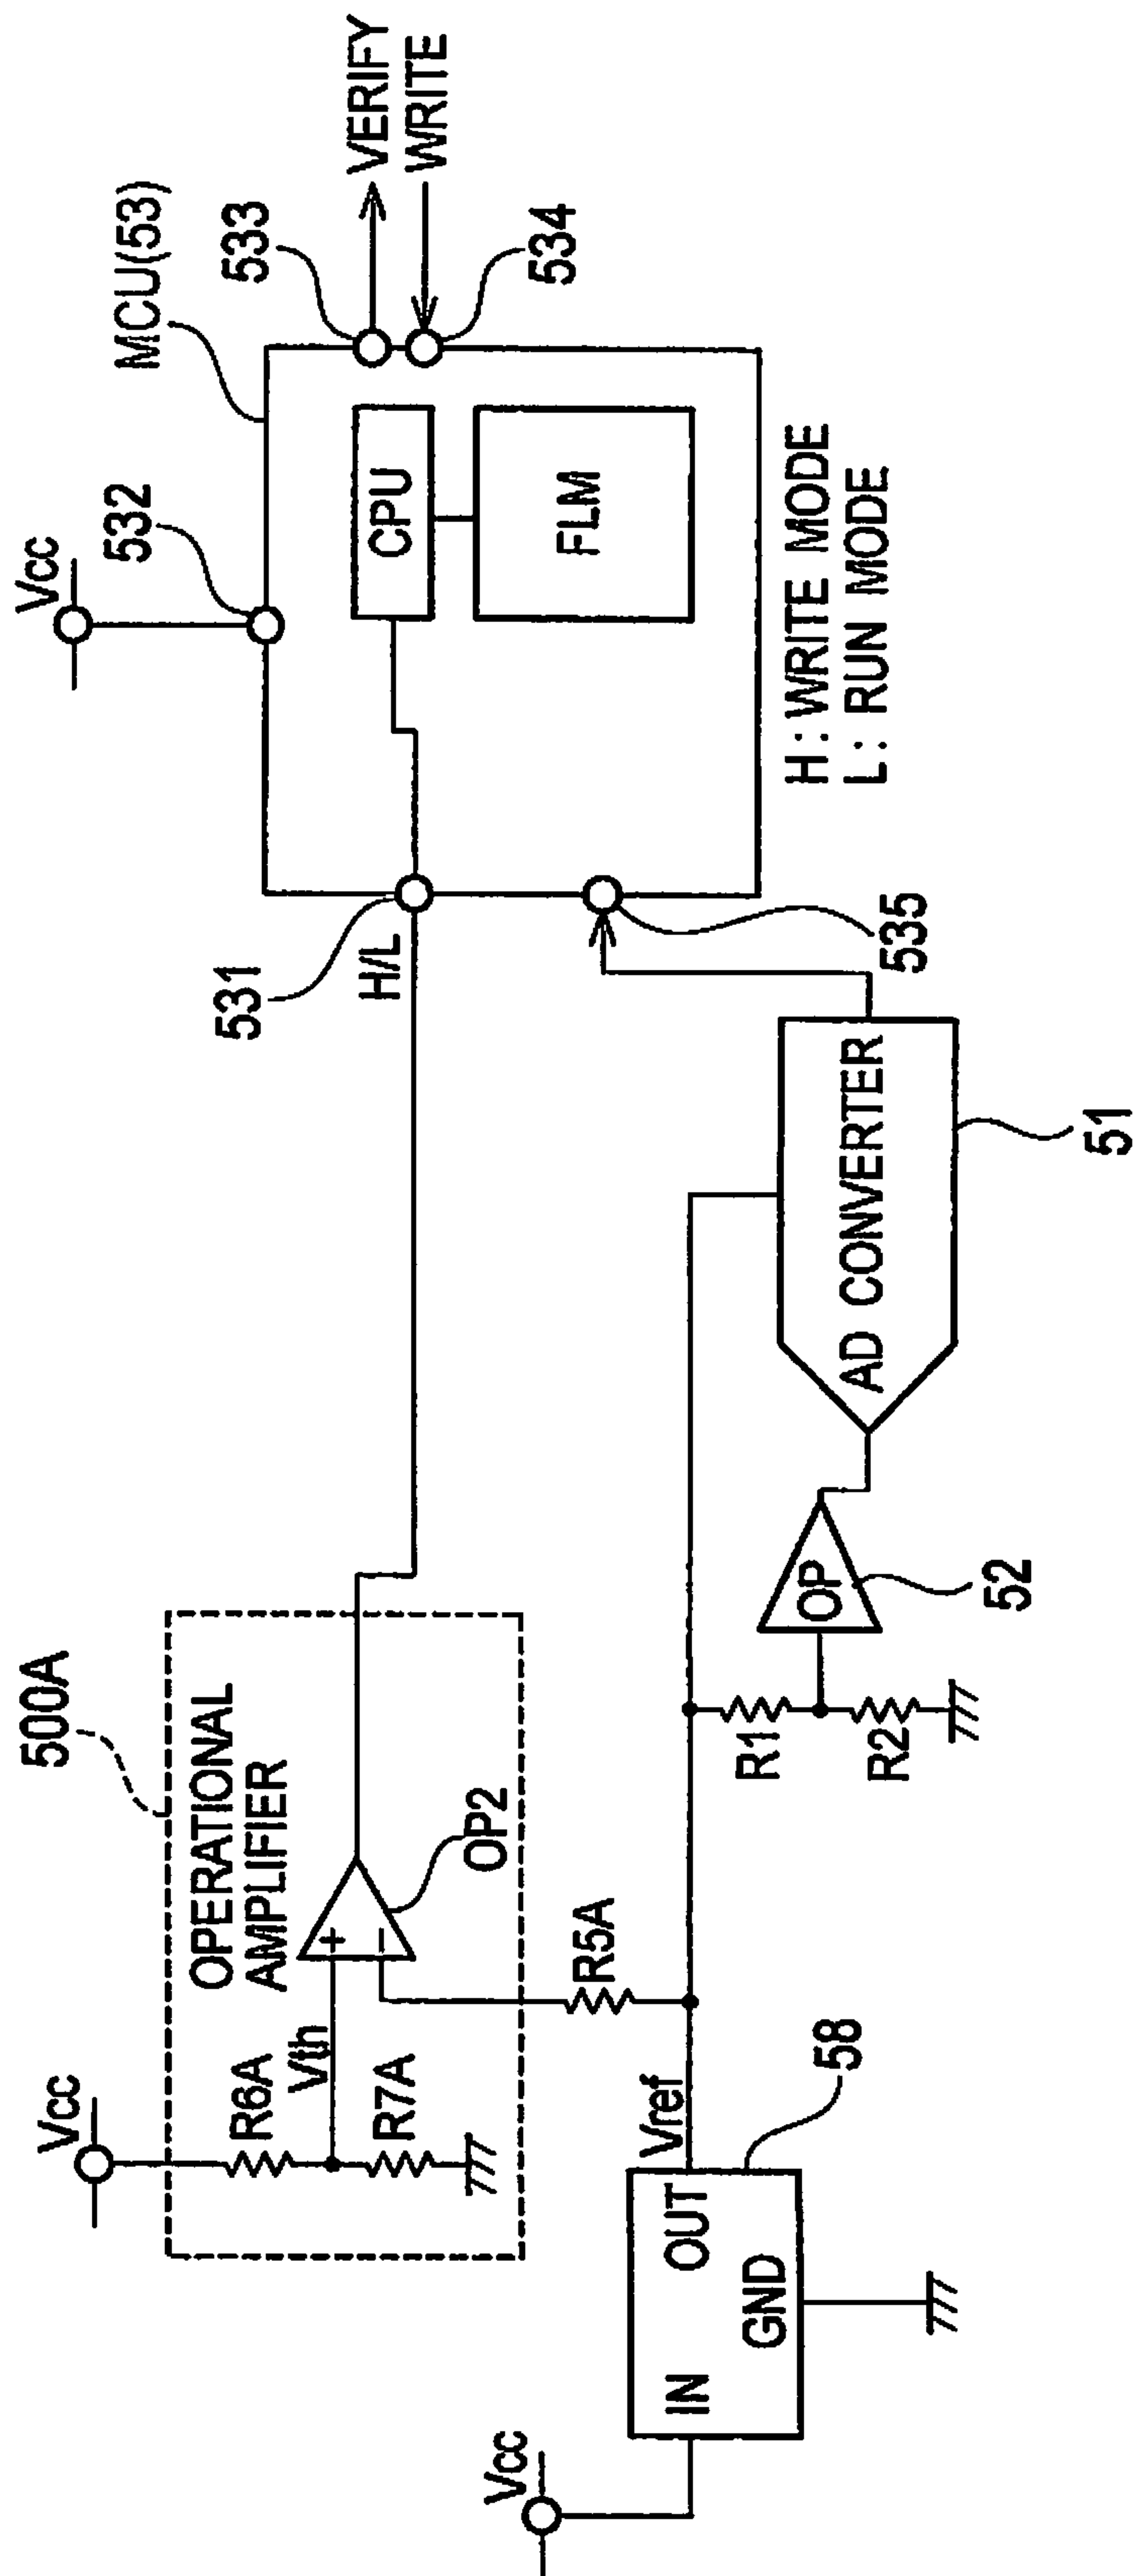 Vcc
500A
OPERATIONAL
AMPLIFIER
R6A
Vth
R7A
OP2
R5A
Vcc
IN
OUT
GND
Vref
58
R1
R2
OP
52
AD CONVERTER
51
H/L
531
535
Vcc
532
MCU(53)
CPU
FLM
533
534
VERIFY
WRITE
H : WRITE MODE
L : RUN MODE